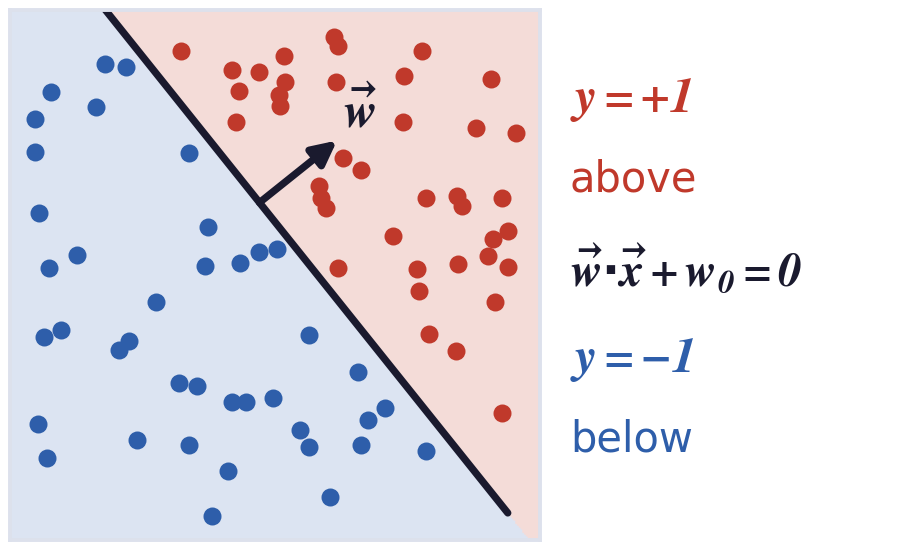 w⃗
y = +1
above
w⃗ · x⃗ + w₀ = 0
y = −1
below